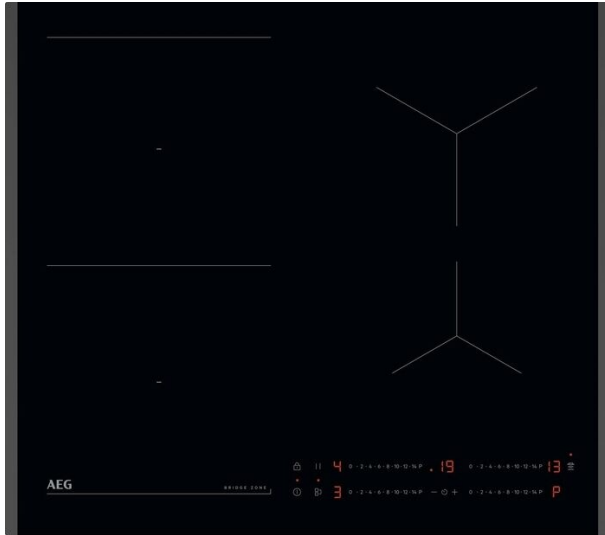 4 0 · 2 · 4 · 6 · 8 · 10 · 12 · 14 P . 19 0 · 2 · 4 · 6 · 8 · 10 · 12 · 14 P 13
AEG BRIDGE ZONE 3 0 · 2 · 4 · 6 · 8 · 10 · 12 · 14 P − + 0 · 2 · 4 · 6 · 8 · 10 · 12 · 14 P P